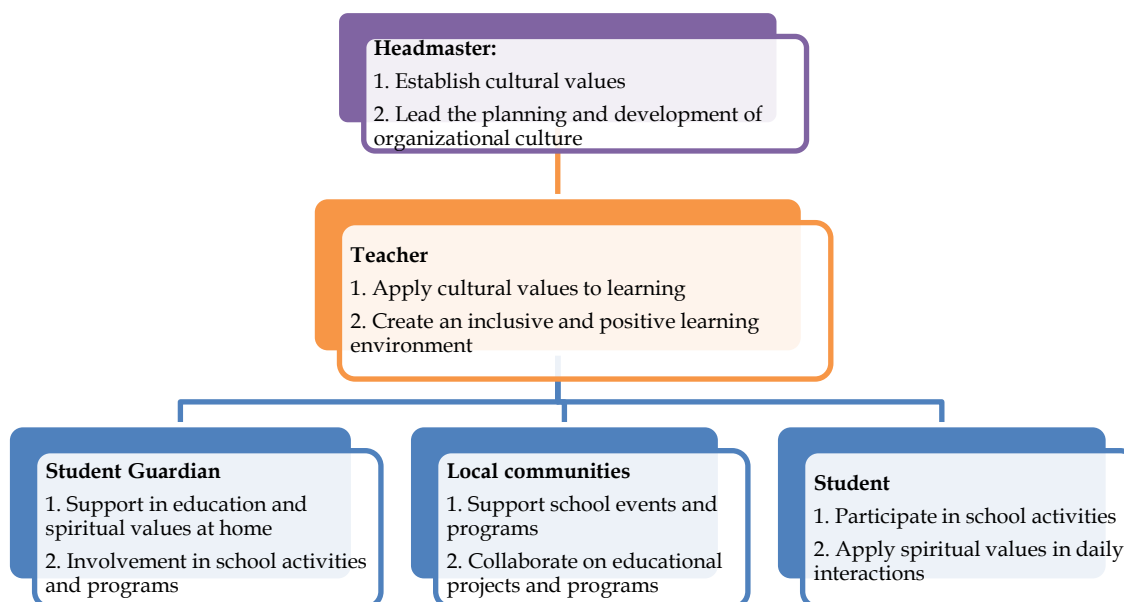 Headmaster:
1. Establish cultural values
2. Lead the planning and development of
organizational culture
Teacher
1. Apply cultural values to learning
2. Create an inclusive and positive learning
environment
Student Guardian
1. Support in education and
spiritual values at home
2. Involvement in school activities
and programs
Local communities
1. Support school events and
programs
2. Collaborate on educational
projects and programs
Student
1. Participate in school activities
2. Apply spiritual values in daily
interactions